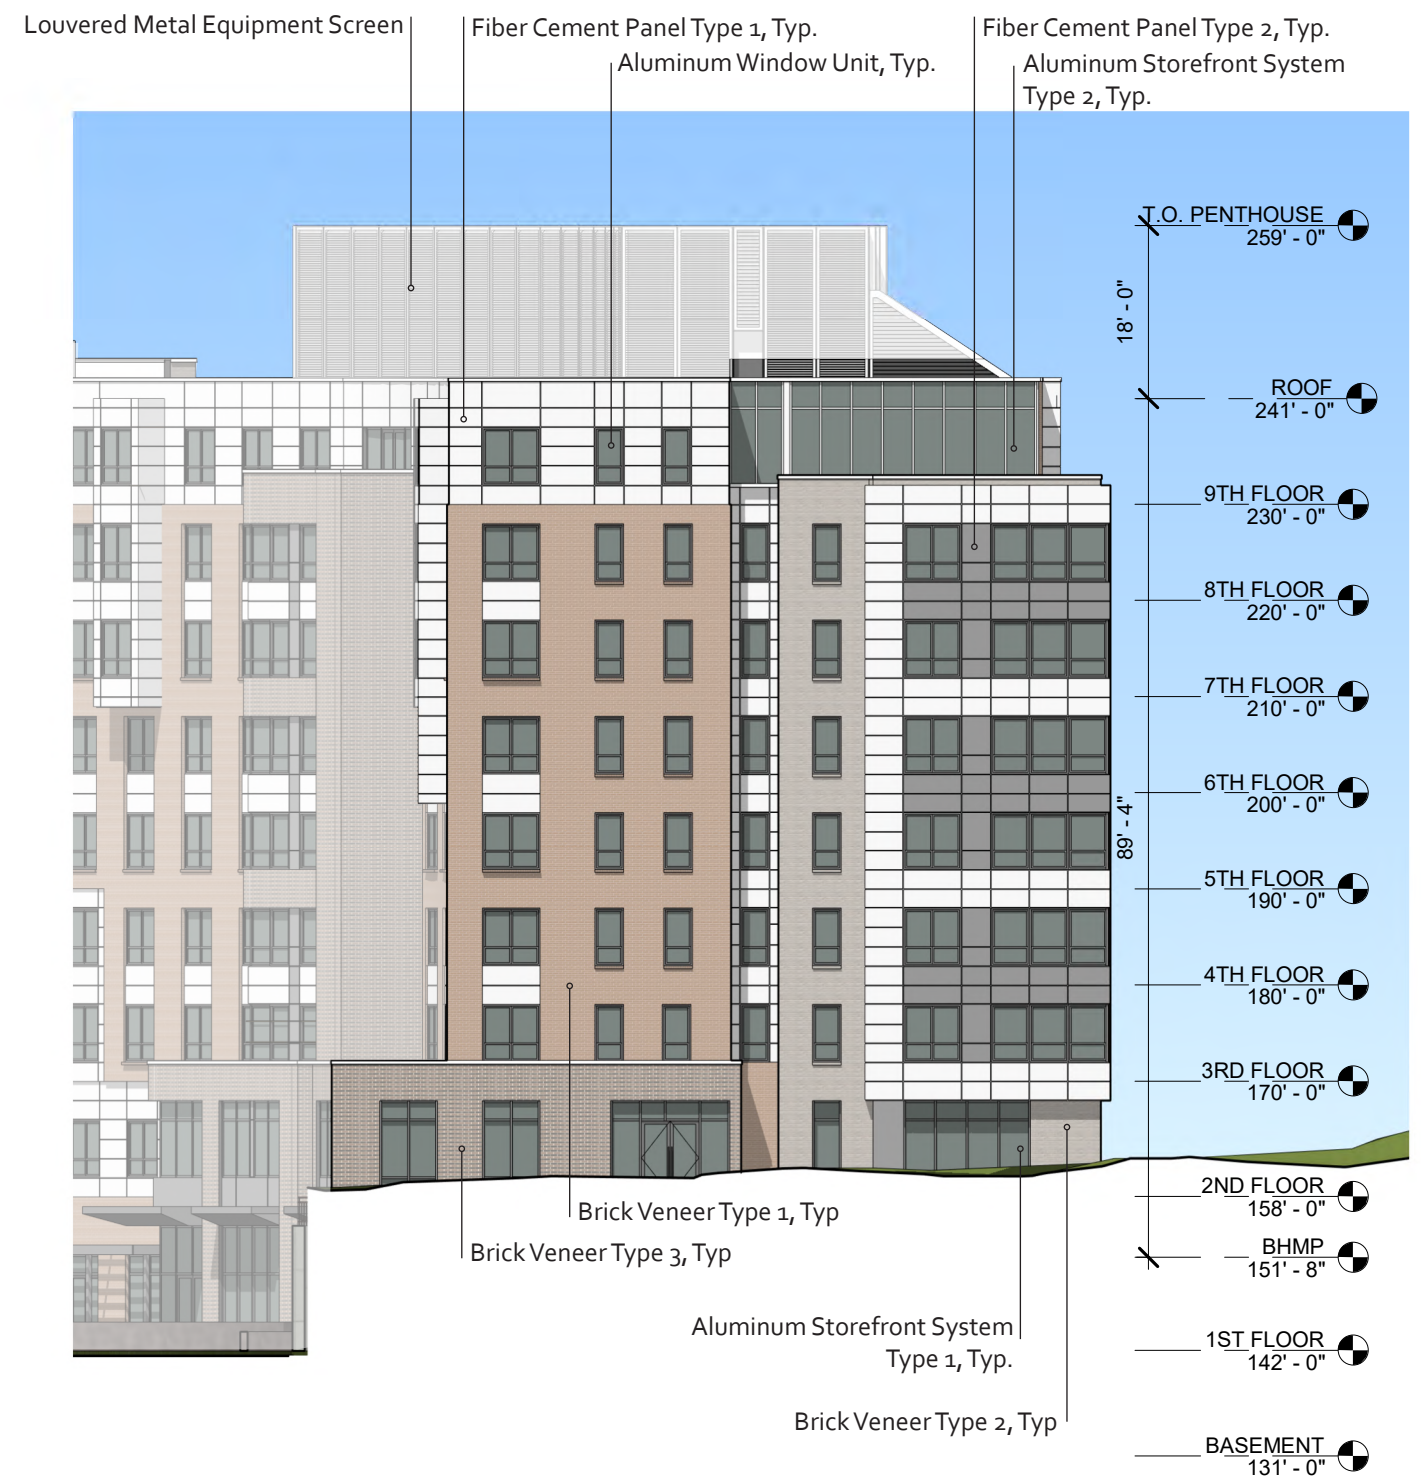 Louvered Metal Equipment Screen
Fiber Cement Panel Type 1, Typ.
Fiber Cement Panel Type 2, Typ.
Aluminum Window Unit, Typ.
Aluminum Storefront System
Type 2, Typ.
T.O. PENTHOUSE
259' - 0"
18' - 0"
ROOF
241' - 0"
9TH FLOOR
230' - 0"
8TH FLOOR
220' - 0"
7TH FLOOR
210' - 0"
6TH FLOOR
200' - 0"
89' - 4"
5TH FLOOR
190' - 0"
4TH FLOOR
180' - 0"
3RD FLOOR
170' - 0"
2ND FLOOR
158' - 0"
Brick Veneer Type 1, Typ
Brick Veneer Type 3, Typ
BHMP
151' - 8"
Aluminum Storefront System
Type 1, Typ.
1ST FLOOR
142' - 0"
Brick Veneer Type 2, Typ
BASEMENT
131' - 0"